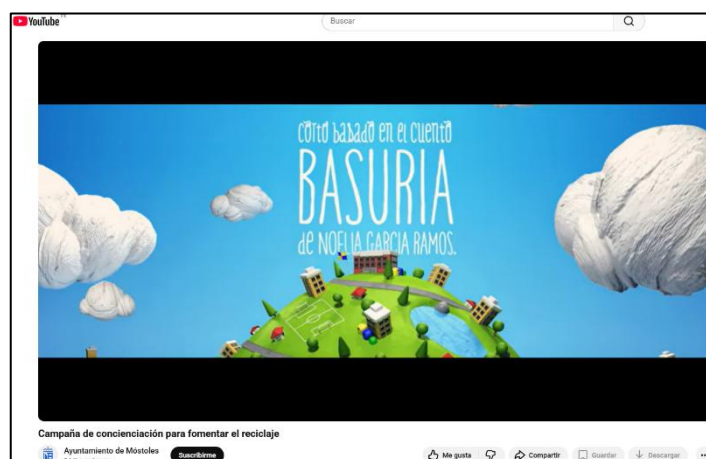 YouTube
Buscar
corto basado en el cuento
BASURIA
de NOELIA GARCIA RAMOS.
Campaña de concienciación para fomentar el reciclaje
Ayuntamiento de Móstoles
Suscribirme
Me gusta
Compartir
Guardar
Descargar